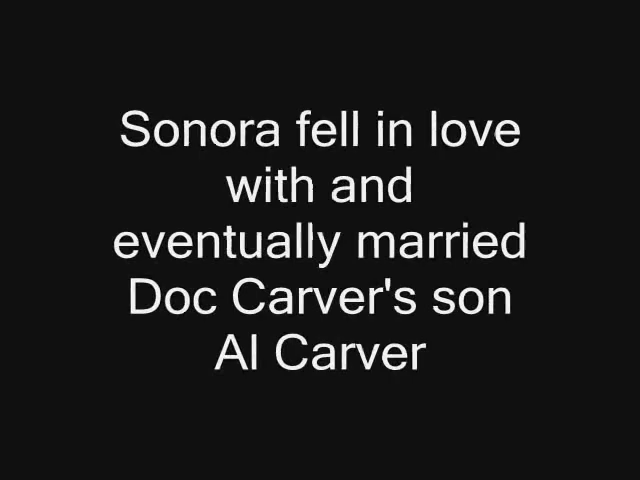 Sonora fell in love
with and
eventually married
Doc Carver's son
Al Carver